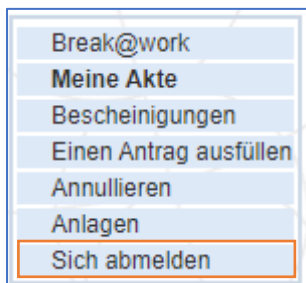 Break@work
Meine Akte
Bescheinigungen
Einen Antrag ausfüllen
Annullieren
Anlagen
Sich abmelden